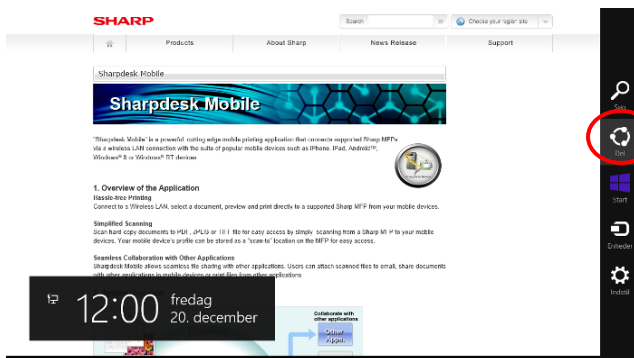 SHARP
Search
Choose your region site
Products
About Sharp
News Release
Support
Sharpdesk Mobile
Sharpdesk Mobile
"Sharpdesk Mobile" is a powerful cutting edge mobile printing application that connects supported Sharp MFPs
via a wireless LAN connection with the suite of popular mobile devices such as iPhone, iPad, Android™,
Windows® 8 or Windows® RT devices
1. Overview of the Application
Hassle-free Printing
Connect to a Wireless LAN, select a document, preview and print directly to a supported Sharp MFP from your mobile devices.
Simplified Scanning
Scan hard copy documents to PDF, JPEG or TIFF file for easy access by simply scanning from a Sharp MFP to your mobile
devices. Your mobile device's profile can be stored as a "scan to" location on the MFP for easy access.
Seamless Collaboration with Other Applications
Sharpdesk Mobile allows seamless file sharing with other applications. Users can attach scanned files to email, share documents
with other applications in mobile devices or print files from other applications
Collaborate with
other applications
Other
Apps.
12:00
fredag
20. december
Søg
Del
Start
Enheder
Indstil